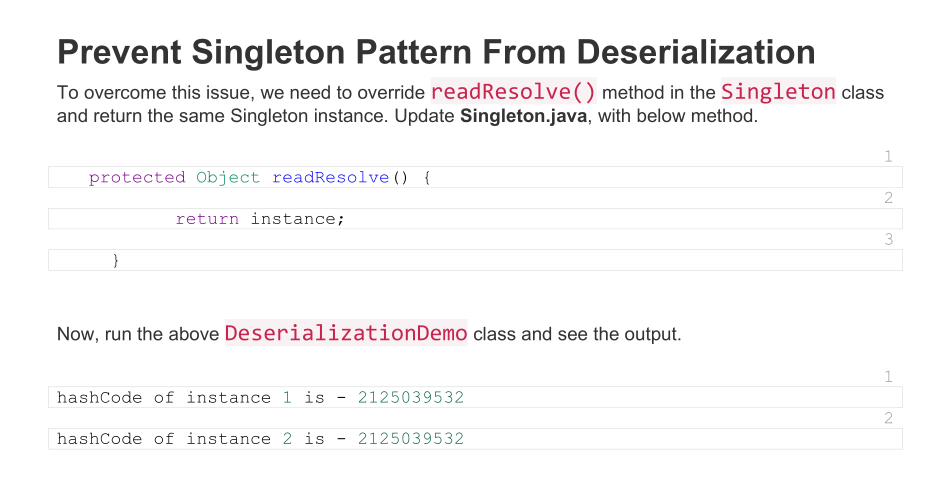 Prevent Singleton Pattern From Deserialization
To overcome this issue, we need to override readResolve() method in the Singleton class
and return the same Singleton instance. Update Singleton.java, with below method.
1
protected Object readResolve() {
2
return instance;
3
}
Now, run the above DeserializationDemo class and see the output.
1
hashCode of instance 1 is - 2125039532
2
hashCode of instance 2 is - 2125039532